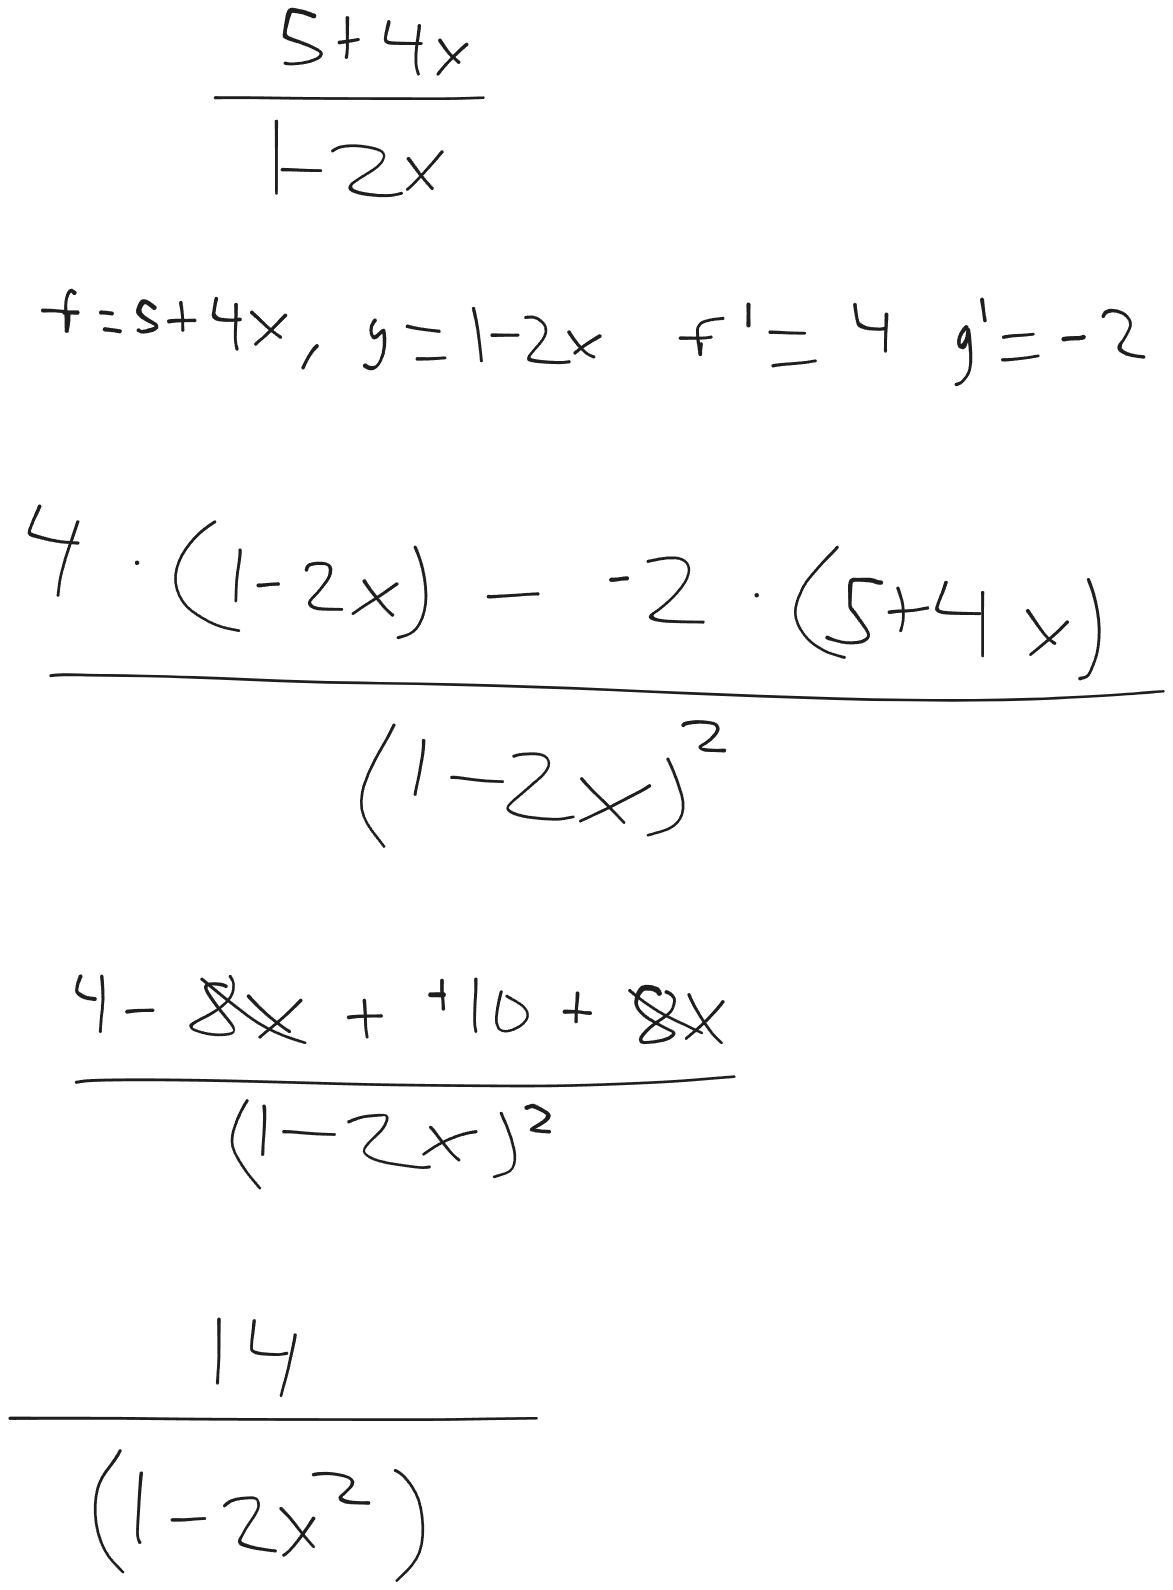 5+4x
1-2x
f=5+4x, g=1-2x f'=4 g'=-2
4 · (1-2x) - -2 · (5+4x)
(1-2x)²
4 - 8x + +10 + 8x
(1-2x)²
14
(1-2x²)